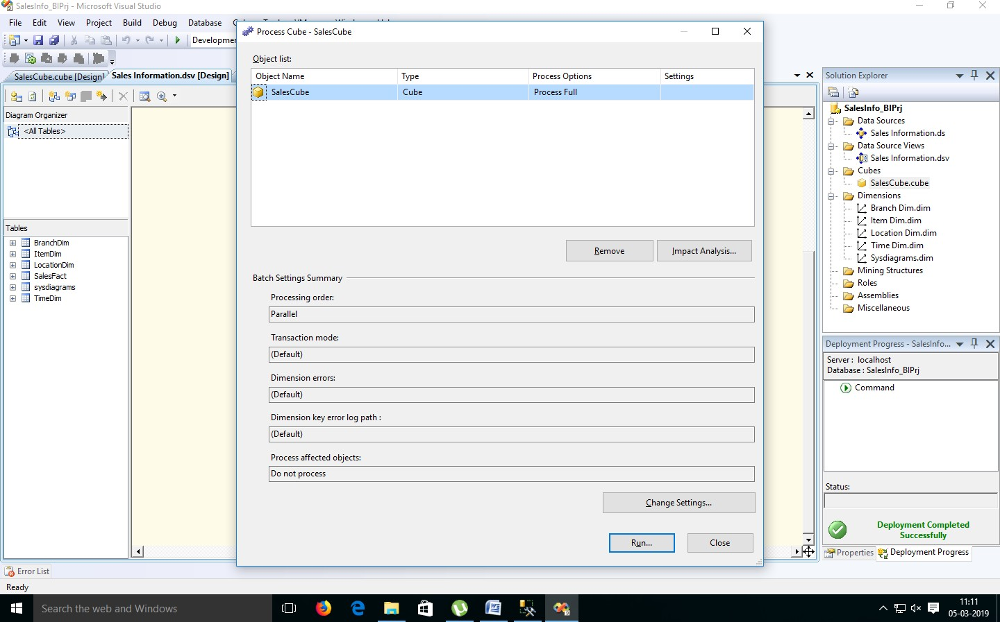 SalesInfo_BIPrj - Microsoft Visual Studio
File Edit View Project Build Debug Database
Developmen
SalesCube.cube [Design] Sales Information.dsv [Design]
Diagram Organizer
<All Tables>
Tables
BranchDim
ItemDim
LocationDim
SalesFact
sysdiagrams
TimeDim
Process Cube - SalesCube
Object list:
Object Name Type Process Options Settings
SalesCube Cube Process Full
Remove Impact Analysis...
Batch Settings Summary
Processing order:
Parallel
Transaction mode:
(Default)
Dimension errors:
(Default)
Dimension key error log path :
(Default)
Process affected objects:
Do not process
Change Settings...
Run... Close
Solution Explorer
SalesInfo_BIPrj
Data Sources
Sales Information.ds
Data Source Views
Sales Information.dsv
Cubes
SalesCube.cube
Dimensions
Branch Dim.dim
Item Dim.dim
Location Dim.dim
Time Dim.dim
Sysdiagrams.dim
Mining Structures
Roles
Assemblies
Miscellaneous
Deployment Progress - SalesInfo...
Server : localhost
Database : SalesInfo_BIPrj
Command
Status:
Deployment Completed
Successfully
Properties Deployment Progress
Error List
Ready
Search the web and Windows
11:11
05-03-2019